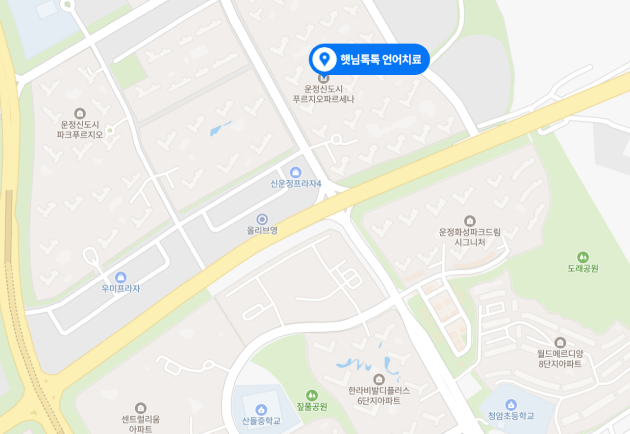 햇님톡톡 언어치료
운정신도시
푸르지오파르세나
운정신도시
파크푸르지오
신운정프라자4
올리브영
운정화성파크드림
시그니처
도래공원
우미프라자
월드메르디앙
8단지아파트
한라비발디플러스
6단지아파트
짚풀공원
센트럴리움
아파트
산들중학교
청암초등학교